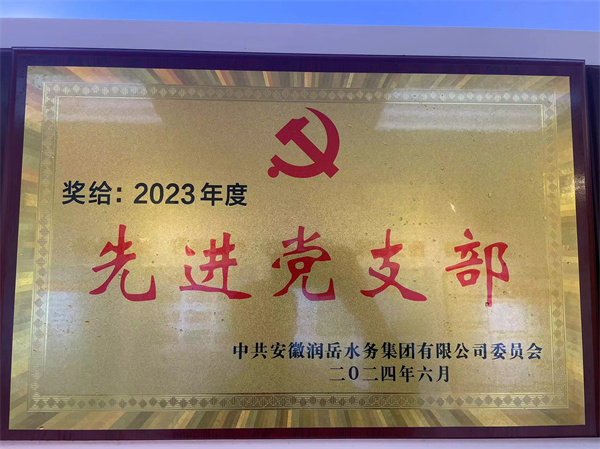 奖给：2023年度
先进党支部
中共安徽润岳水务集团有限公司委员会
二〇二四年六月